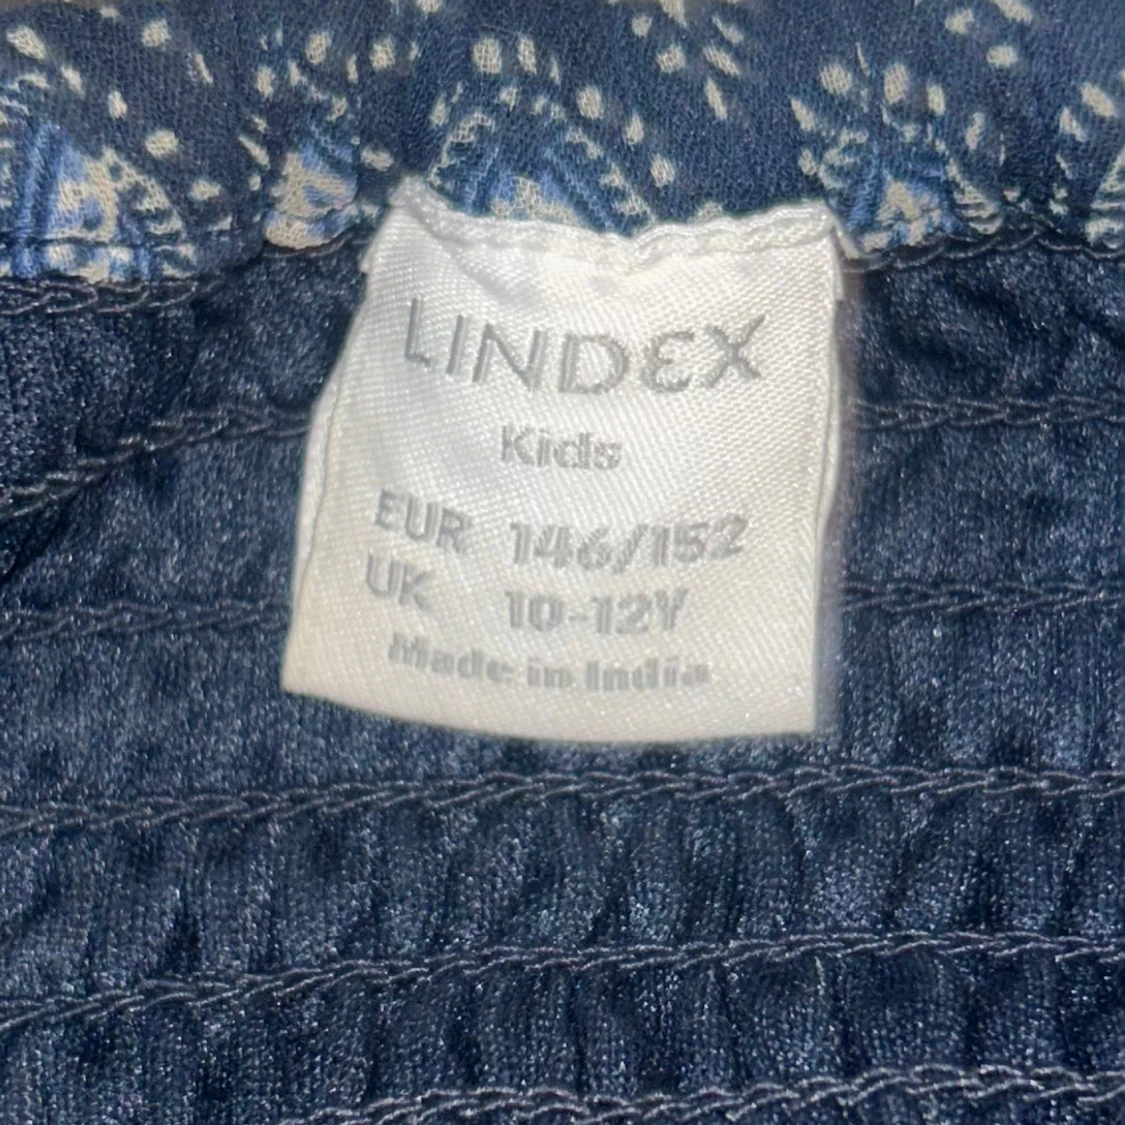 LINDEX
Kids
EUR 146/152
UK 10-12Y
Made in India